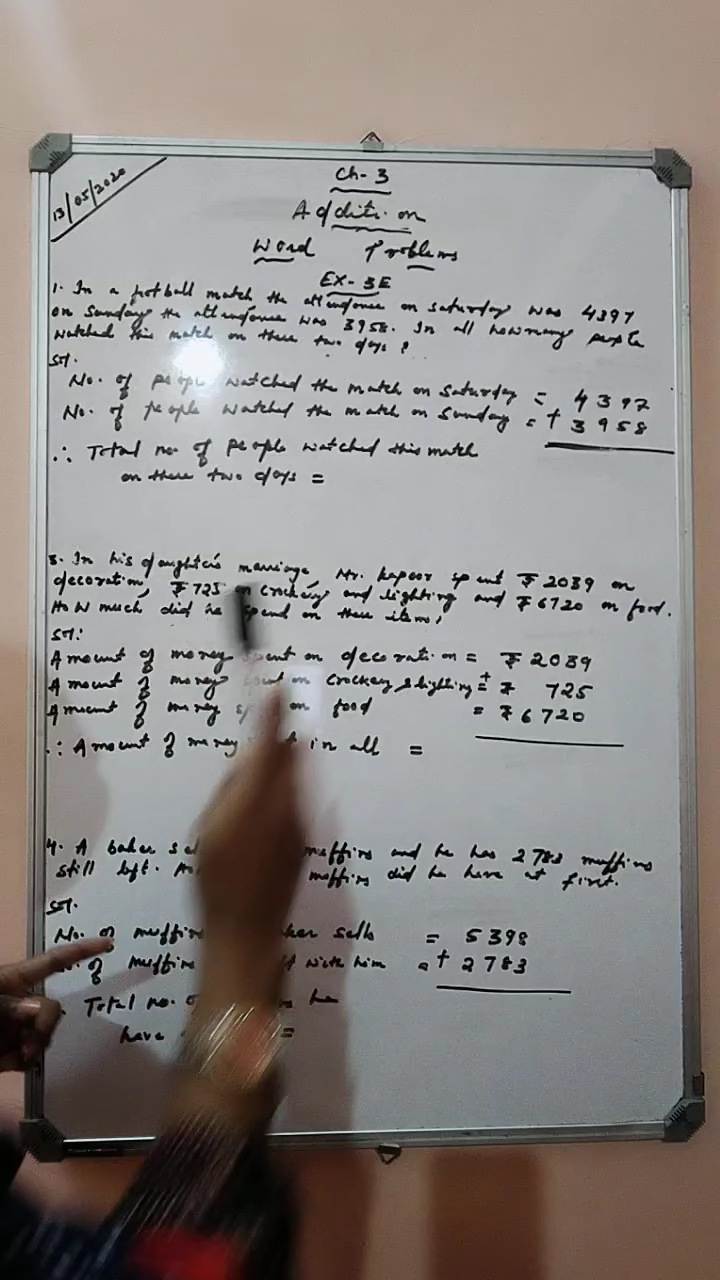 13/05/2020
Ch-3
Addition
Word Problems
EX-3E
1. In a football match the attendance on saturday was 4397
on Sunday the attendance was 3958. In all how many people
watched this match on these two days?
Sol.
No. of people watched the match on Saturday = 4397
No. of people watched the match on Sunday = + 3958
∴ Total no. of people watched this match
on these two days =
3. In his daughter's marriage, Mr. Kapoor spent ₹ 2039 on
decoration, ₹ 725 on crockery and lighting and ₹ 6720 on food.
How much did he spend on these items?
Sol:
Amount of money spent on decoration = ₹ 2039
Amount of money spent on crockery & lighting = + ₹ 725
Amount of money on food = ₹ 6720
∴ Amount of money in all =
4. A baker muffins and he has 2783 muffins
still left. muffins did he have at first.
Sol.
No. of muffins sells = 5398
of muffins with him = + 2783
Total no. he
have =